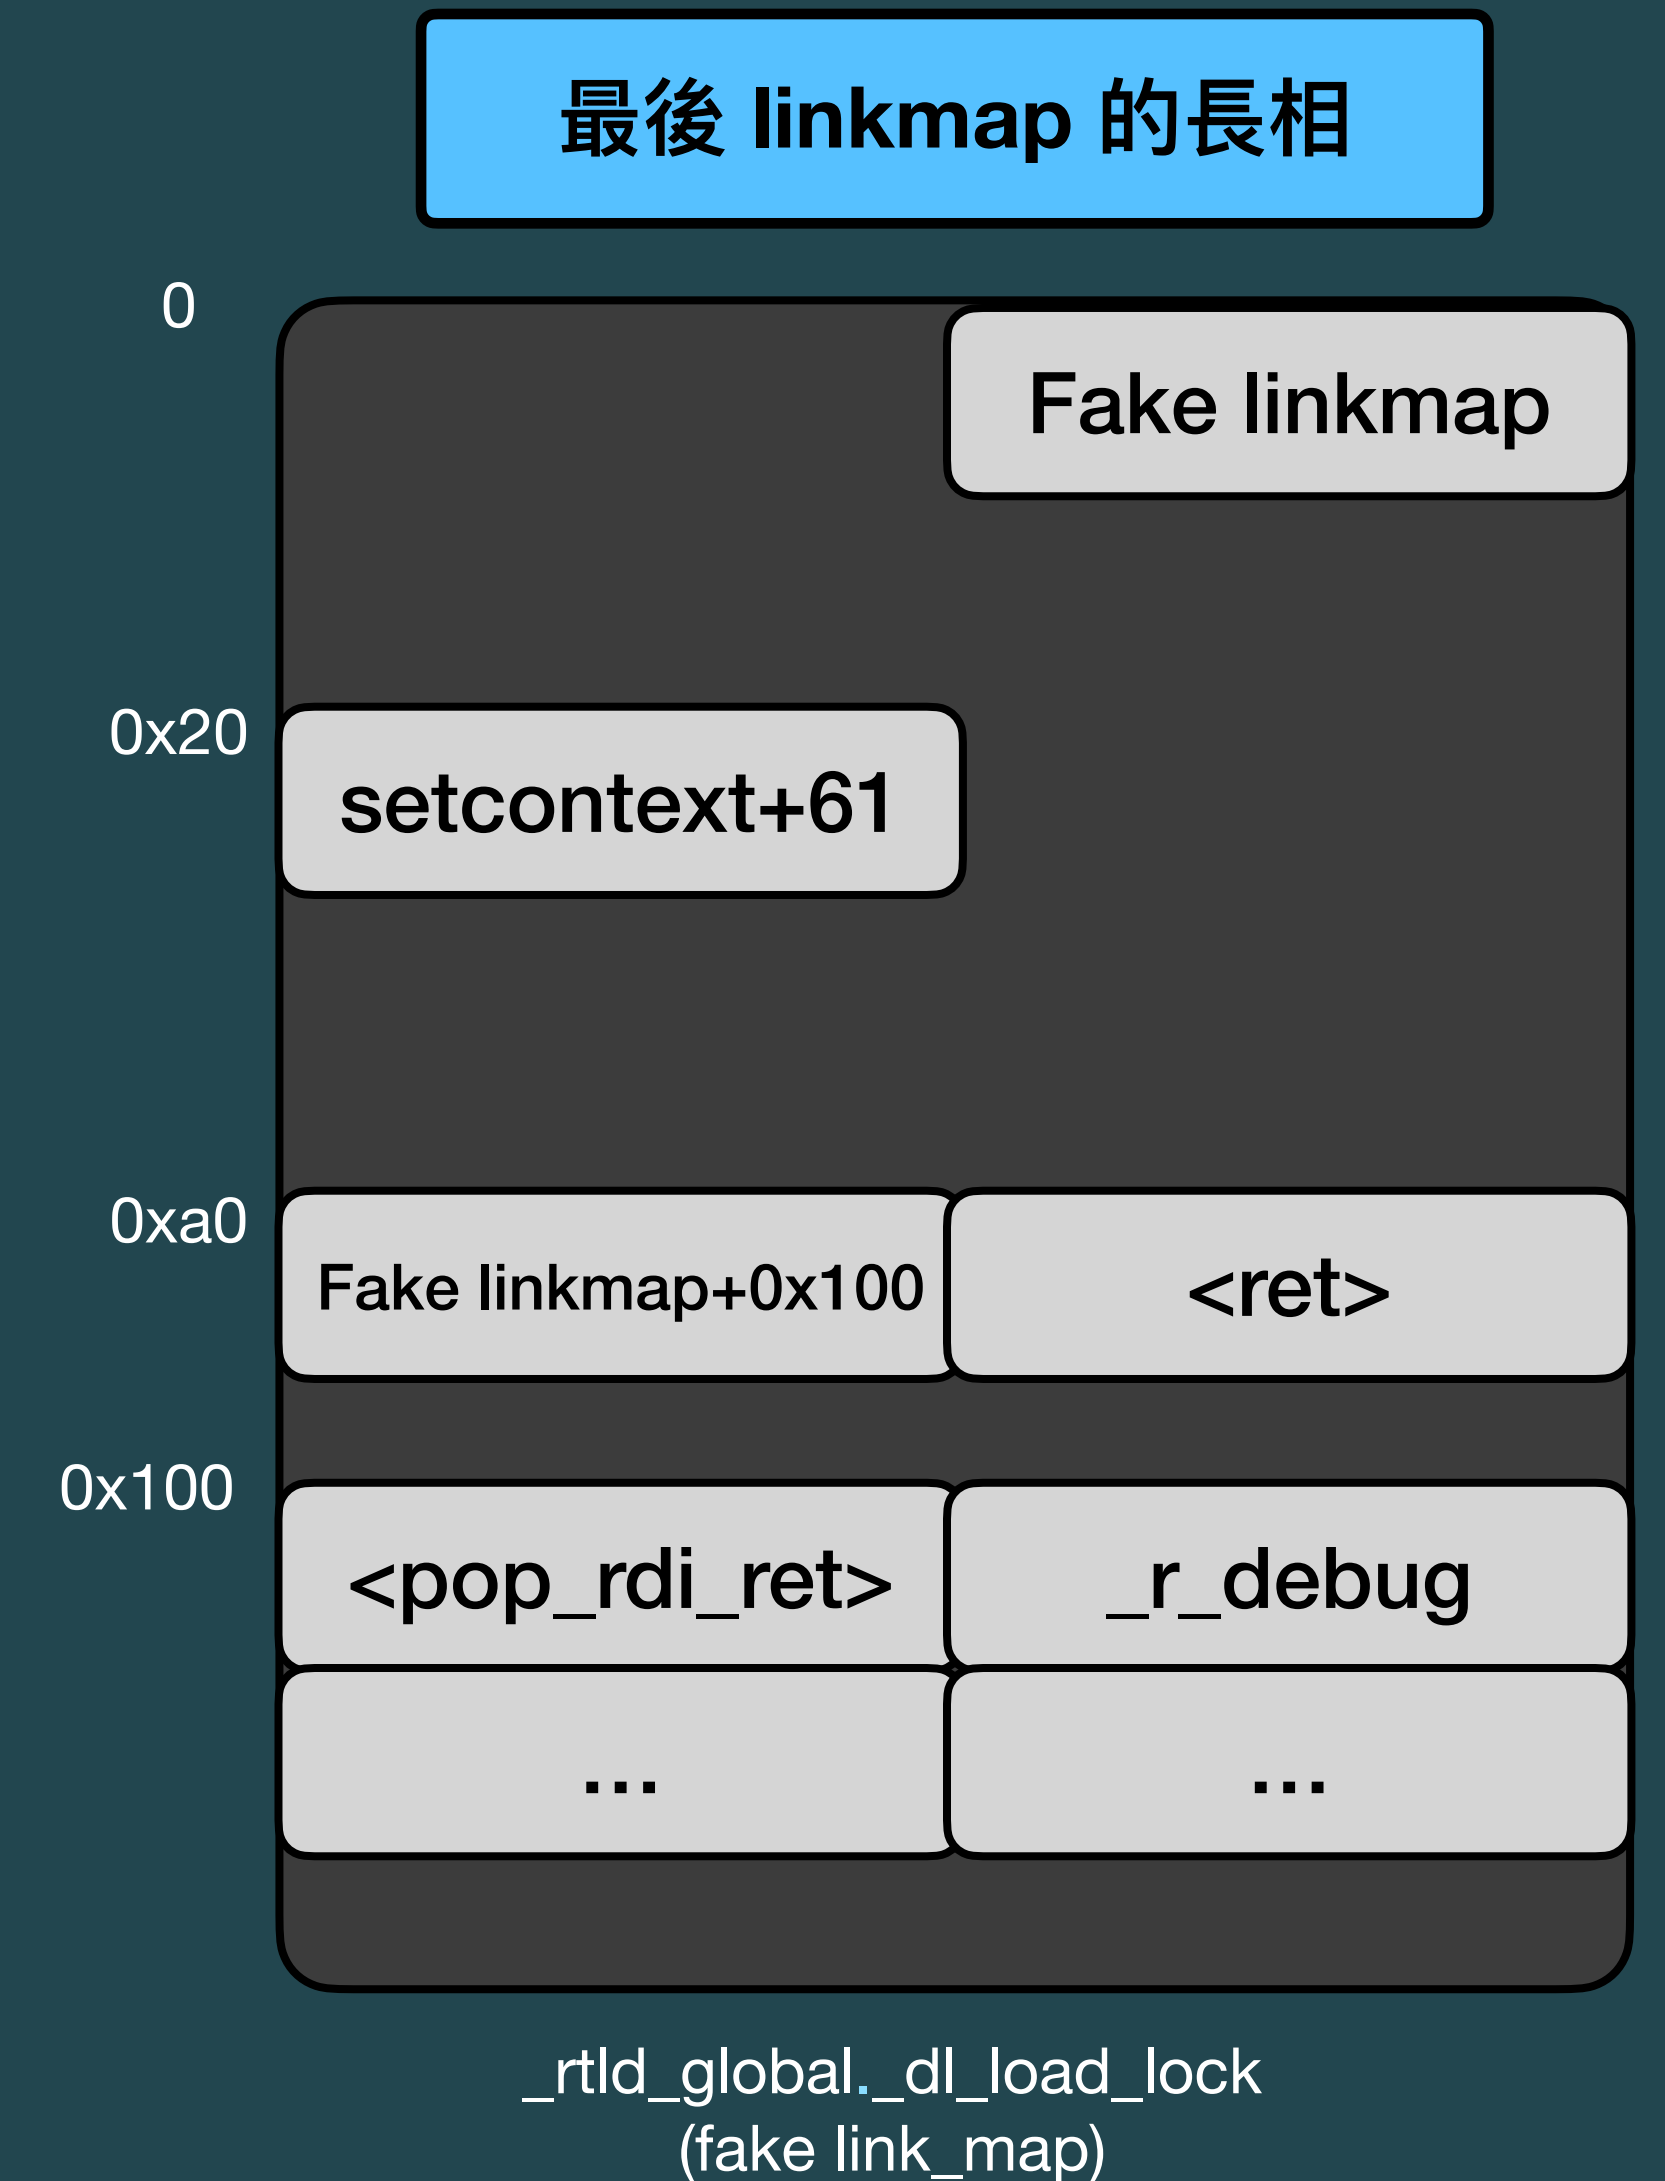 最後 linkmap 的長相
0
Fake linkmap
0x20
setcontext+61
0xa0
Fake linkmap+0x100
<ret>
0x100
<pop_rdi_ret>
_r_debug
...
...
_rtld_global._dl_load_lock
(fake link_map)